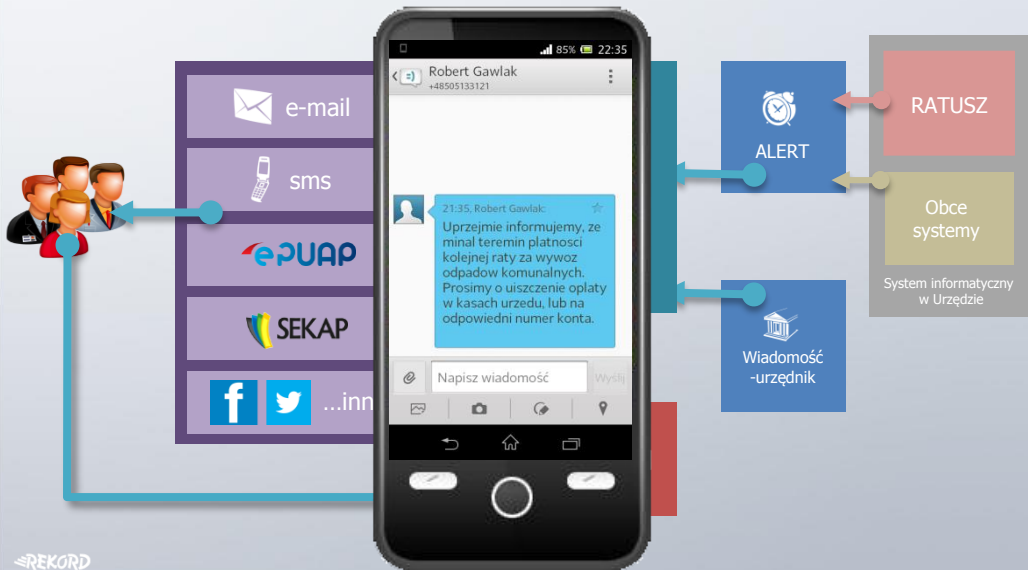 e-mail
sms
ePUAP
SEKAP
...inn
85% 22:35
Robert Gawlak
+48505133121
21:35, Robert Gawlak:
Uprzejmie informujemy, ze
minal teremin platnosci
kolejnej raty za wywoz
odpadow komunalnych.
Prosimy o uiszczenie oplaty
w kasach urzedu, lub na
odpowiedni numer konta.
Napisz wiadomość
Wyślij
ALERT
Wiadomość
-urzędnik
RATUSZ
Obce
systemy
System informatyczny
w Urzędzie
REKORD